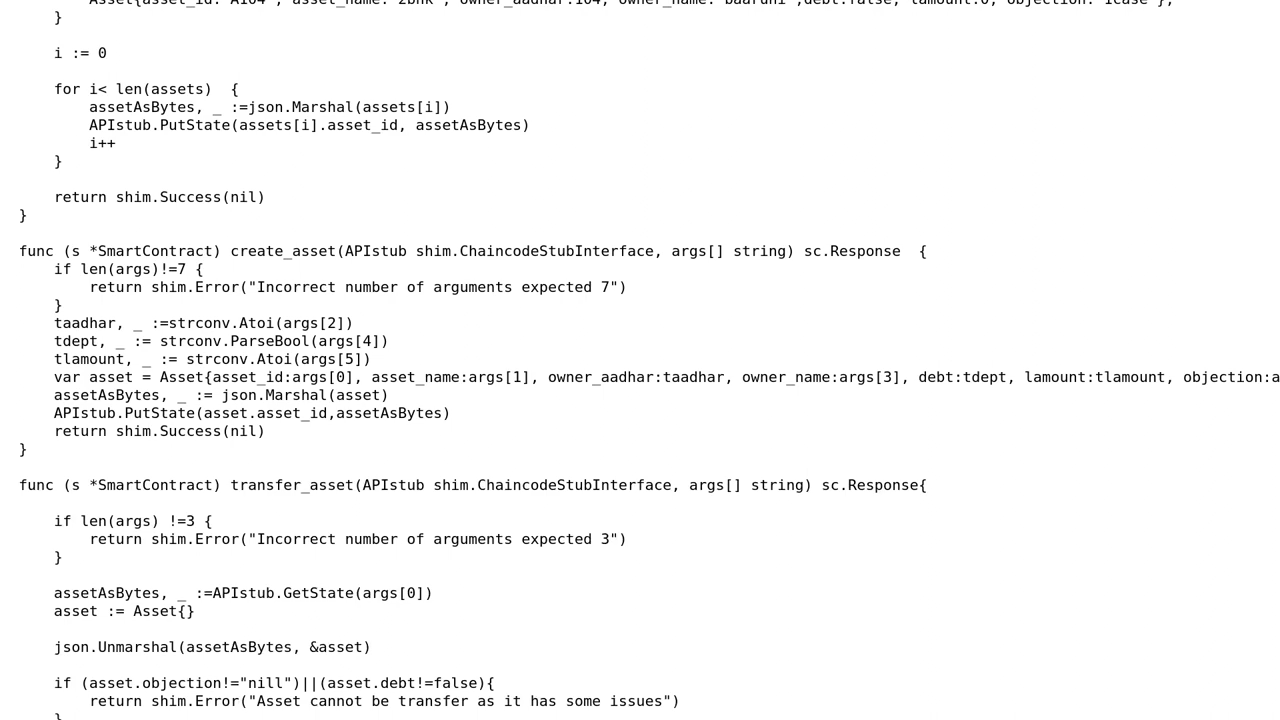 Asset{asset_id:"A104", asset_name:"2bhk", owner_aadhar:104, owner_name:"baaruni",debt:false, lamount:0, objection:"1case"},
    }

    i := 0

    for i< len(assets)  {
        assetAsBytes, _ :=json.Marshal(assets[i])
        APIstub.PutState(assets[i].asset_id, assetAsBytes)
        i++
    }

    return shim.Success(nil)
}

func (s *SmartContract) create_asset(APIstub shim.ChaincodeStubInterface, args[] string) sc.Response  {
    if len(args)!=7 {
        return shim.Error("Incorrect number of arguments expected 7")
    }
    taadhar, _ :=strconv.Atoi(args[2])
    tdept, _ := strconv.ParseBool(args[4])
    tlamount, _ := strconv.Atoi(args[5])
    var asset = Asset{asset_id:args[0], asset_name:args[1], owner_aadhar:taadhar, owner_name:args[3], debt:tdept, lamount:tlamount, objection:a
    assetAsBytes, _ := json.Marshal(asset)
    APIstub.PutState(asset.asset_id,assetAsBytes)
    return shim.Success(nil)
}

func (s *SmartContract) transfer_asset(APIstub shim.ChaincodeStubInterface, args[] string) sc.Response{

    if len(args) !=3 {
        return shim.Error("Incorrect number of arguments expected 3")
    }

    assetAsBytes, _ :=APIstub.GetState(args[0])
    asset := Asset{}

    json.Unmarshal(assetAsBytes, &asset)

    if (asset.objection!="nill")||(asset.debt!=false){
        return shim.Error("Asset cannot be transfer as it has some issues")
    }